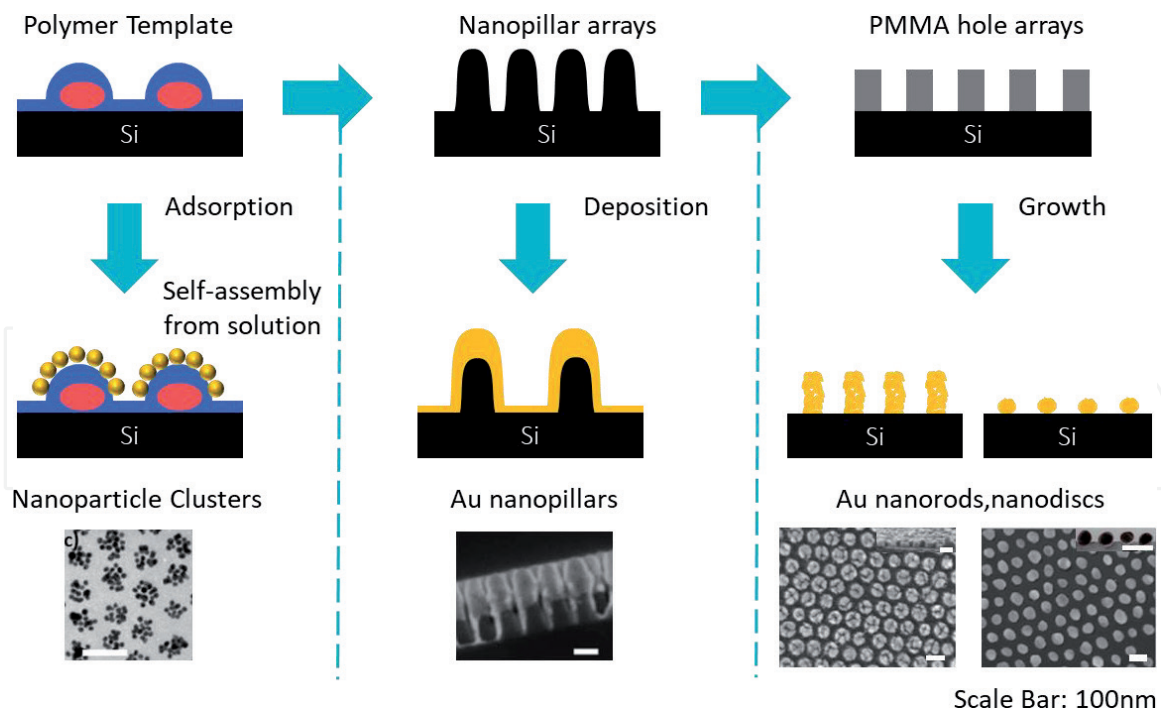 Polymer Template
Nanopillar arrays
PMMA hole arrays
Si
Si
Si
Adsorption
Deposition
Growth
Self-assembly
from solution
Si
Si
Si
Si
Nanoparticle Clusters
Au nanopillars
Au nanorods,nanodiscs
c)
Scale Bar: 100nm